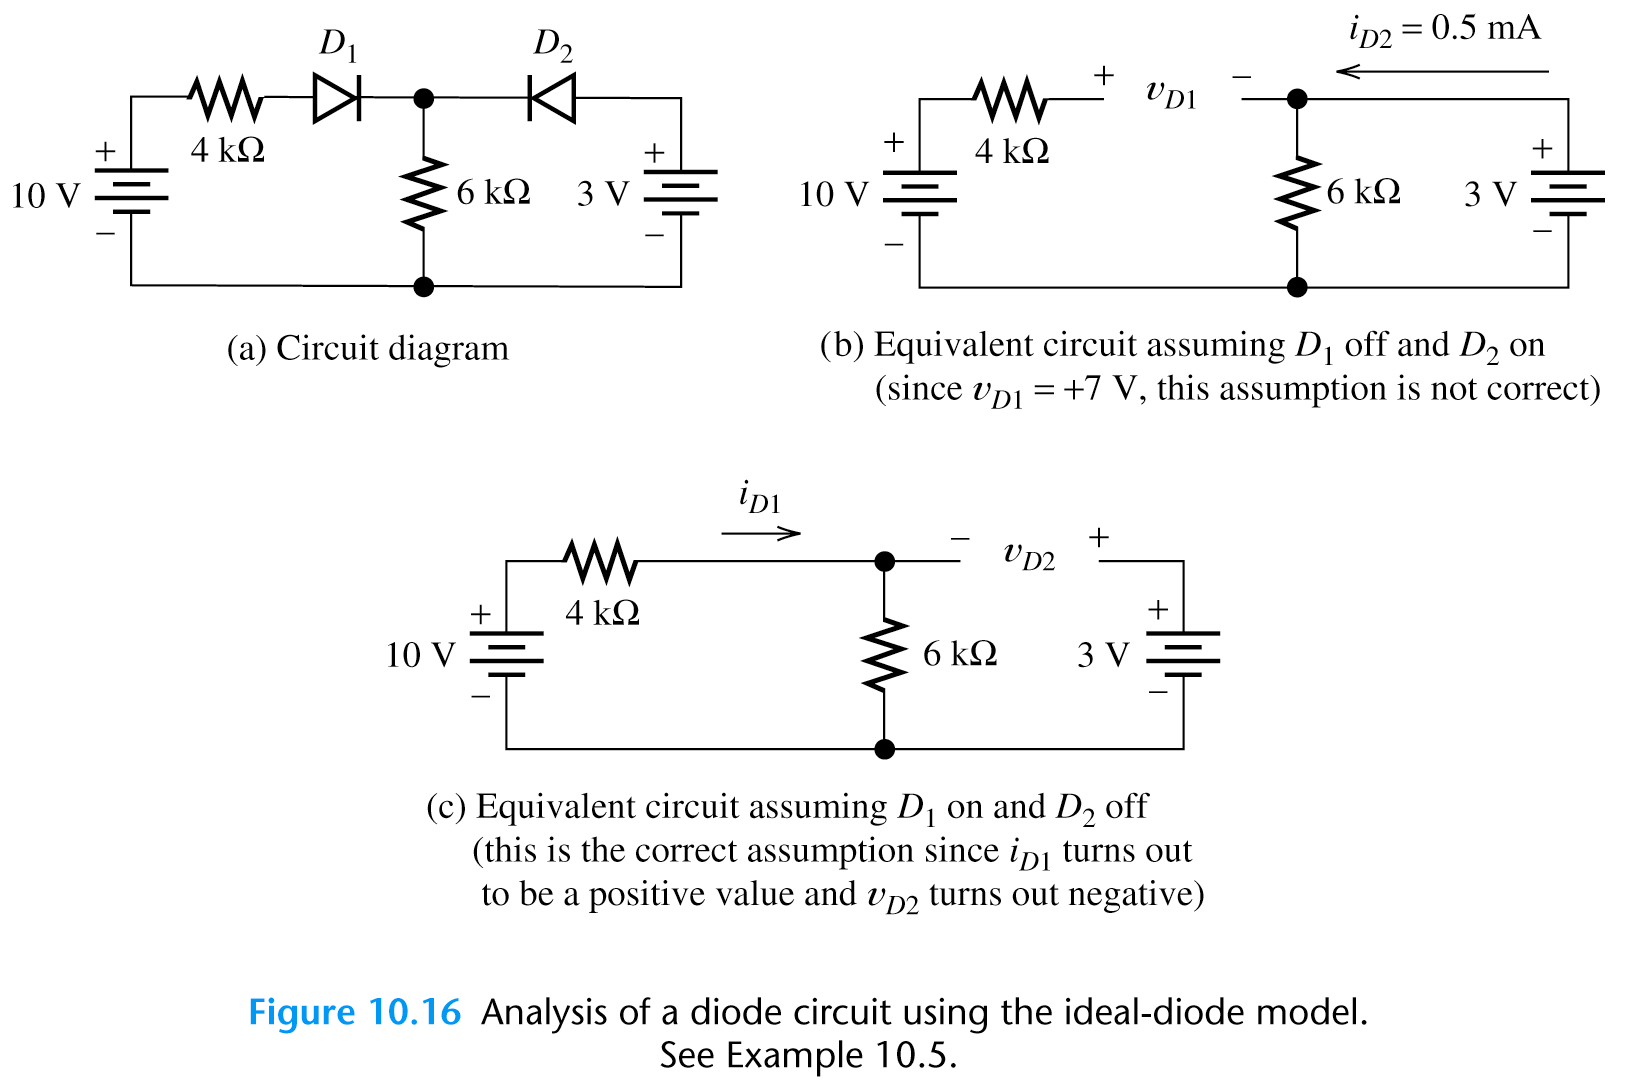 D1 D2
+ 4 kΩ +
10 V 6 kΩ 3 V
− −
(a) Circuit diagram
iD2 = 0.5 mA
+ vD1 −
+ 4 kΩ +
10 V 6 kΩ 3 V
− −
(b) Equivalent circuit assuming D1 off and D2 on
(since vD1 = +7 V, this assumption is not correct)
iD1
− vD2 +
+ 4 kΩ +
10 V 6 kΩ 3 V
− −
(c) Equivalent circuit assuming D1 on and D2 off
(this is the correct assumption since iD1 turns out
to be a positive value and vD2 turns out negative)
Figure 10.16 Analysis of a diode circuit using the ideal-diode model.
See Example 10.5.